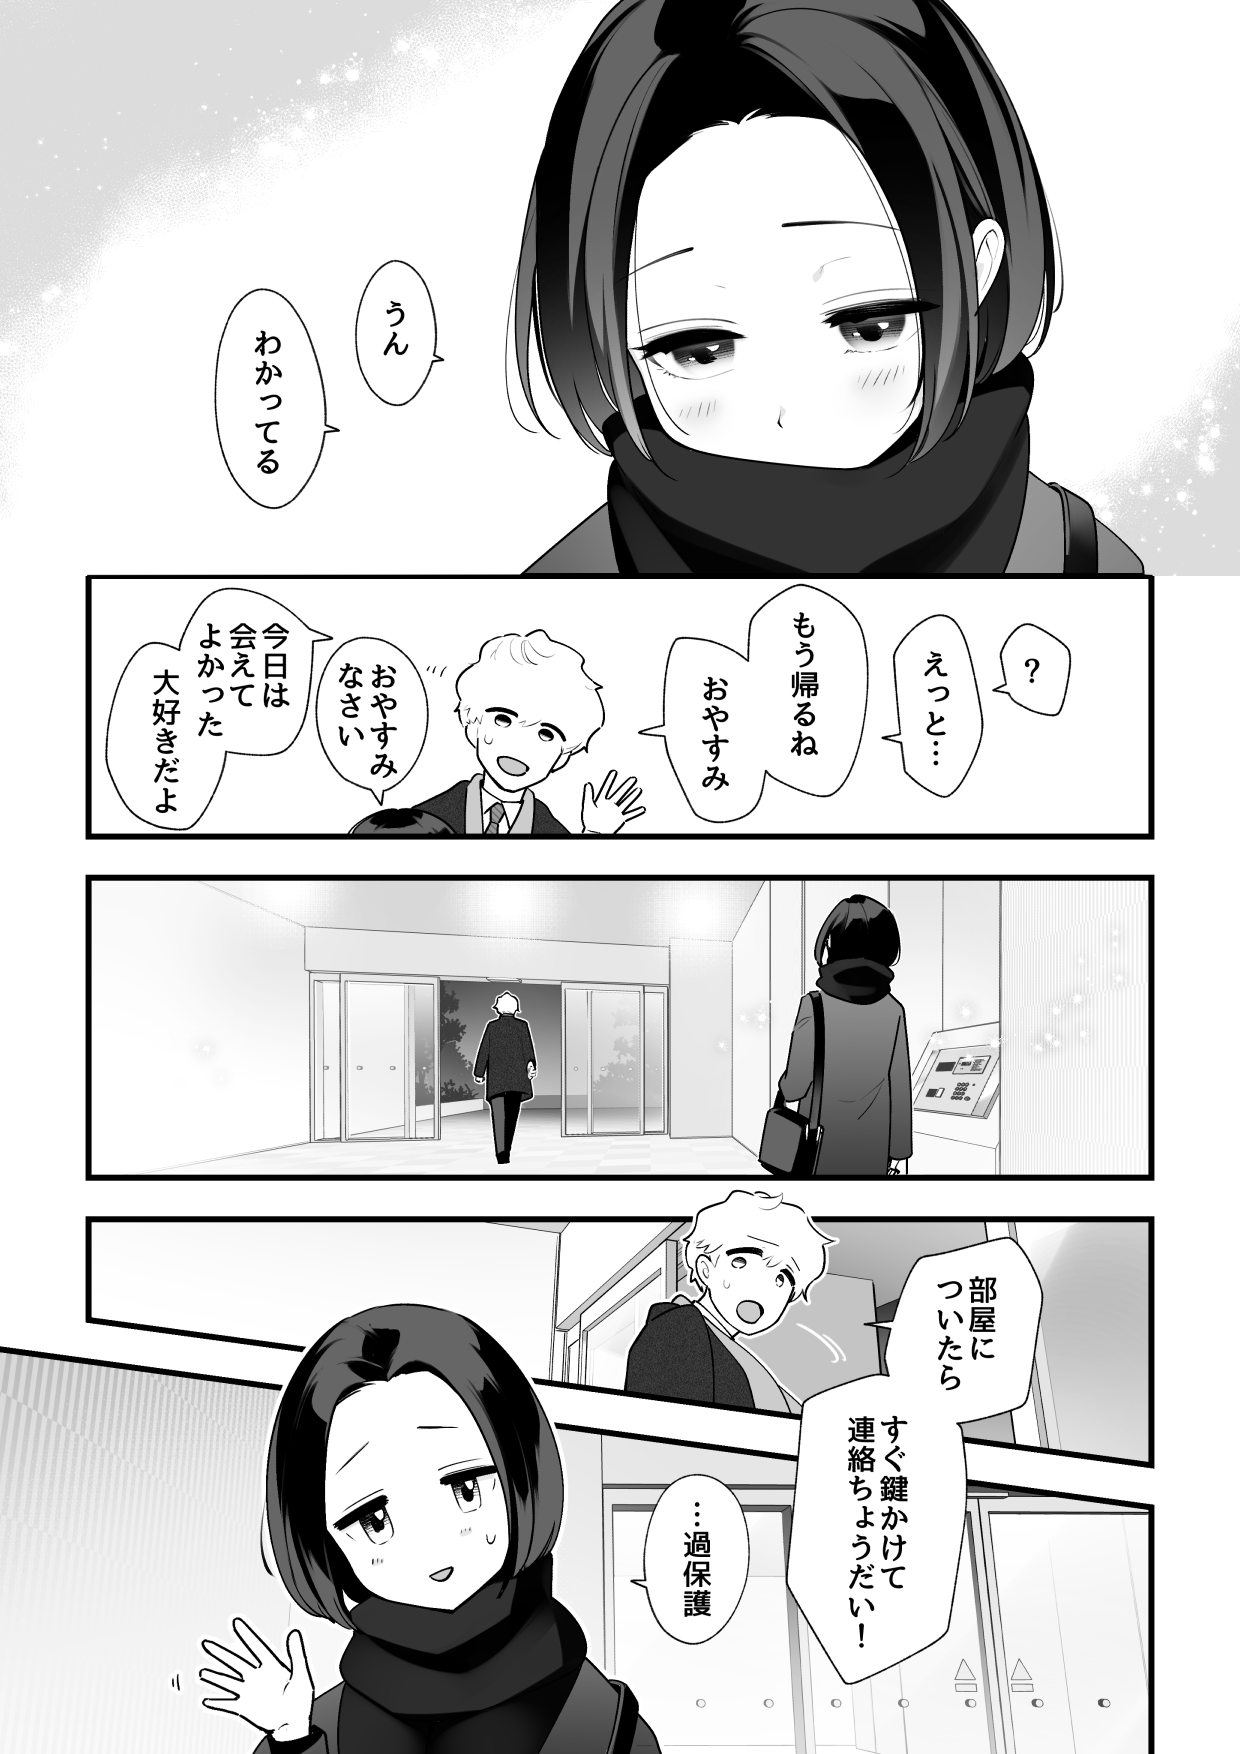 うん
わかってる
？
えっと…
もう帰るね
おやすみ
おやすみ
なさい
今日は
会えて
よかった
大好きだよ
部屋に
ついたら
すぐ鍵かけて
連絡ちょうだい！
…過保護